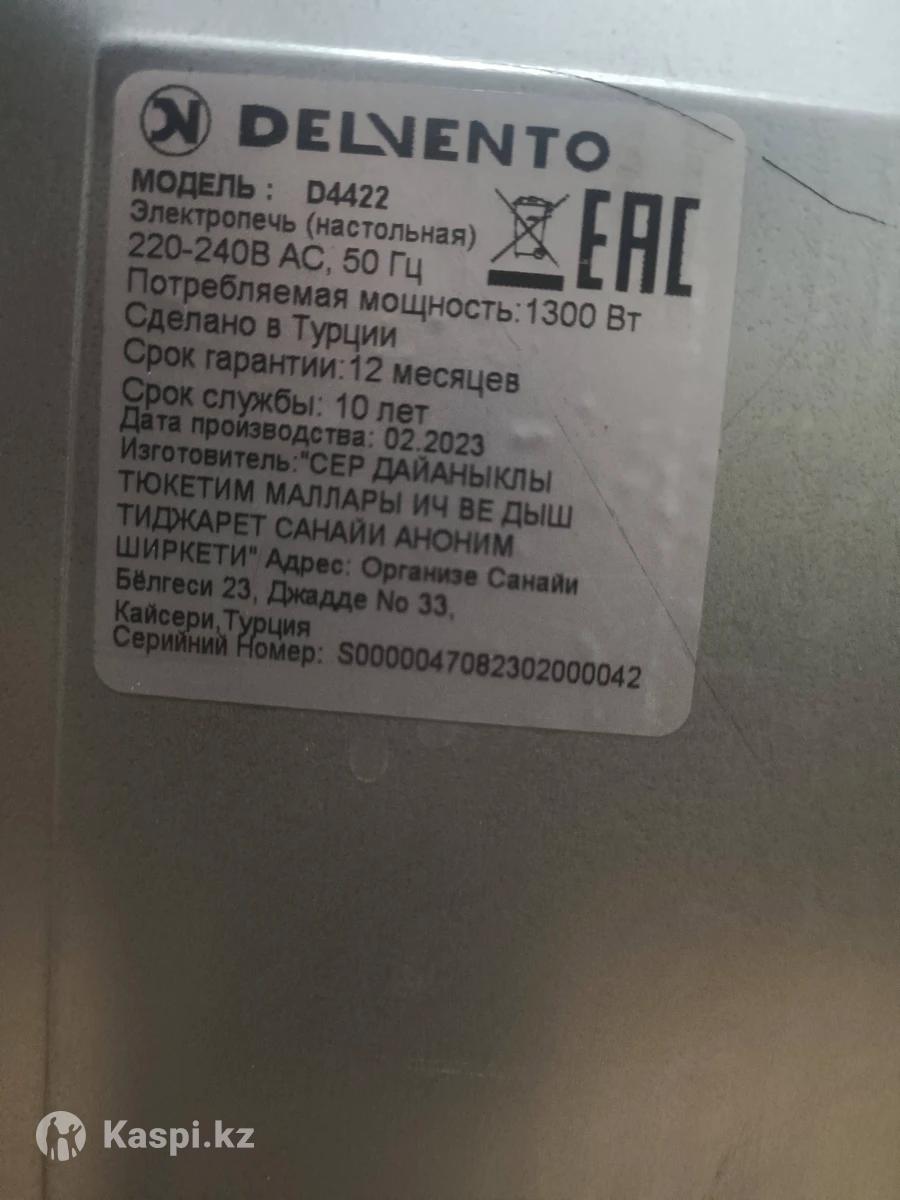 DELVENTO
МОДЕЛЬ : D4422
Электропечь (настольная)
220-240В AC, 50 Гц
EAC
Потребляемая мощность:1300 Вт
Сделано в Турции
Срок гарантии:12 месяцев
Срок службы: 10 лет
Дата производства: 02.2023
Изготовитель:"СЕР ДАЙАНЫКЛЫ
ТЮКЕТИМ МАЛЛАРЫ ИЧ ВЕ ДЫШ
ТИДЖАРЕТ САНАЙИ АНОНИМ
ШИРКЕТИ" Адрес: Организе Санайи
Бёлгеси 23, Джадде No 33,
Кайсери,Турция
Серийний Номер: S0000047082302000042
Kaspi.kz